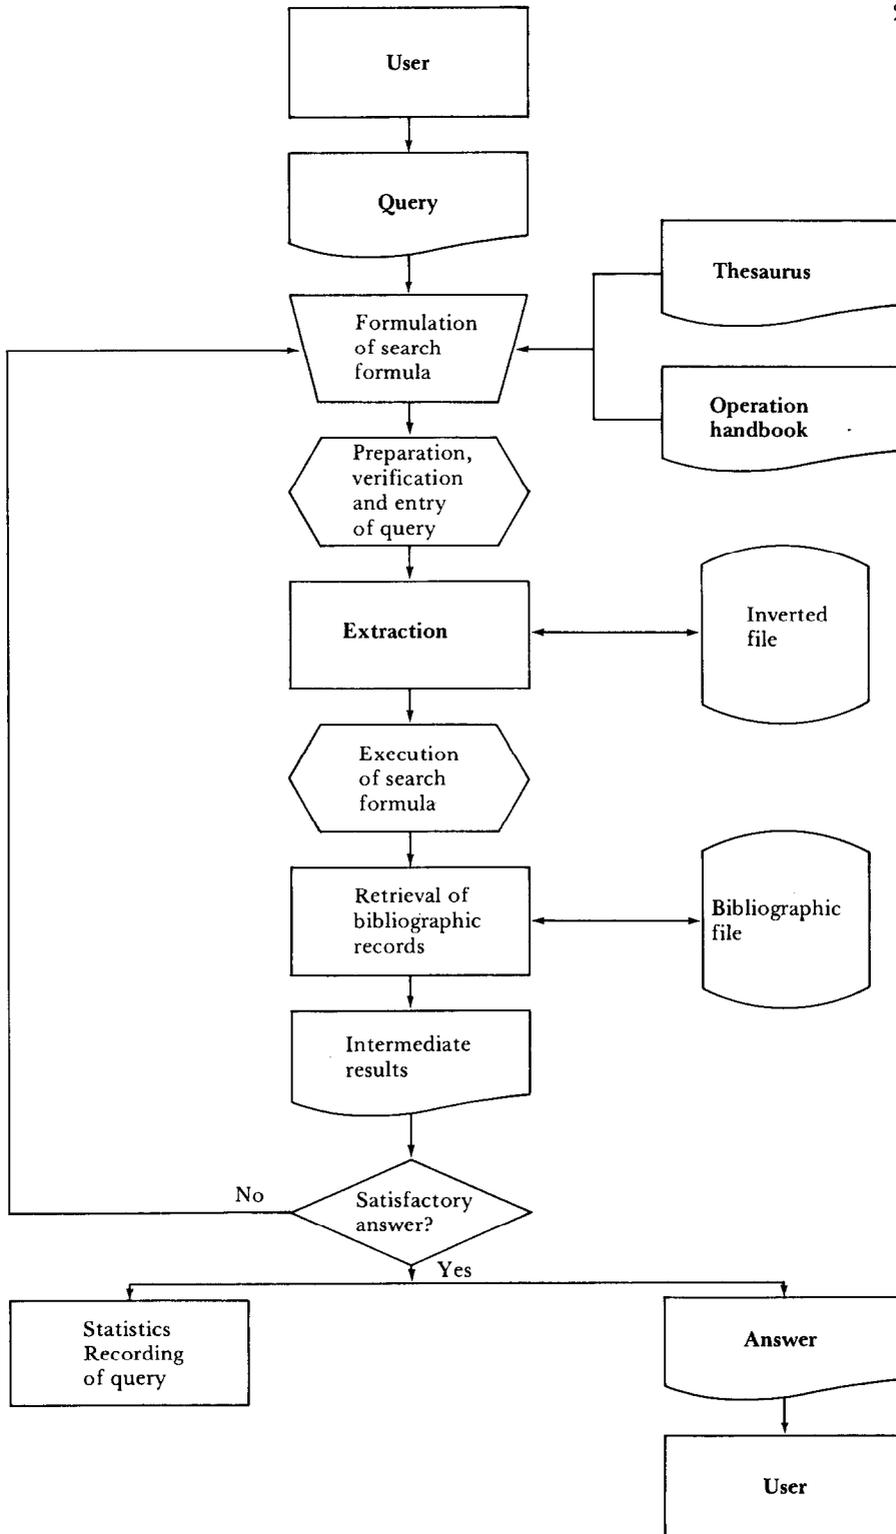 User
Query
Thesaurus
Formulation
of search
formula
Operation
handbook
Preparation,
verification
and entry
of query
Extraction
Inverted
file
Execution
of search
formula
Retrieval of
bibliographic
records
Bibliographic
file
Intermediate
results
No
Satisfactory
answer?
Yes
Statistics
Recording
of query
Answer
User